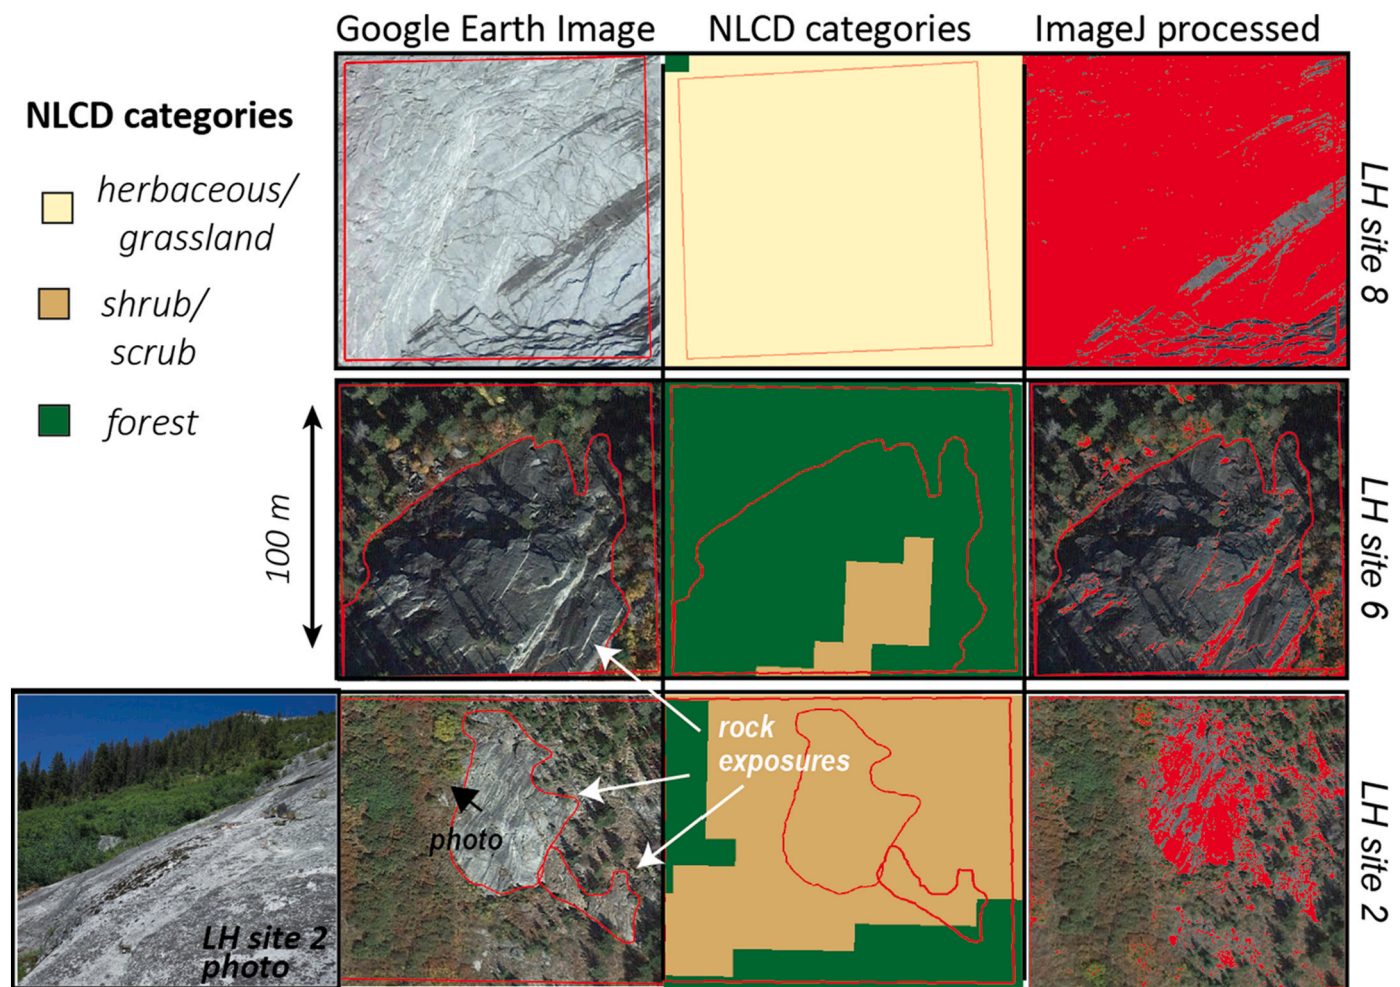 Google Earth Image
NLCD categories
ImageJ processed
NLCD categories
herbaceous/
grassland
shrub/
scrub
forest
100 m
LH site 8
LH site 6
rock
exposures
photo
LH site 2
photo
LH site 2